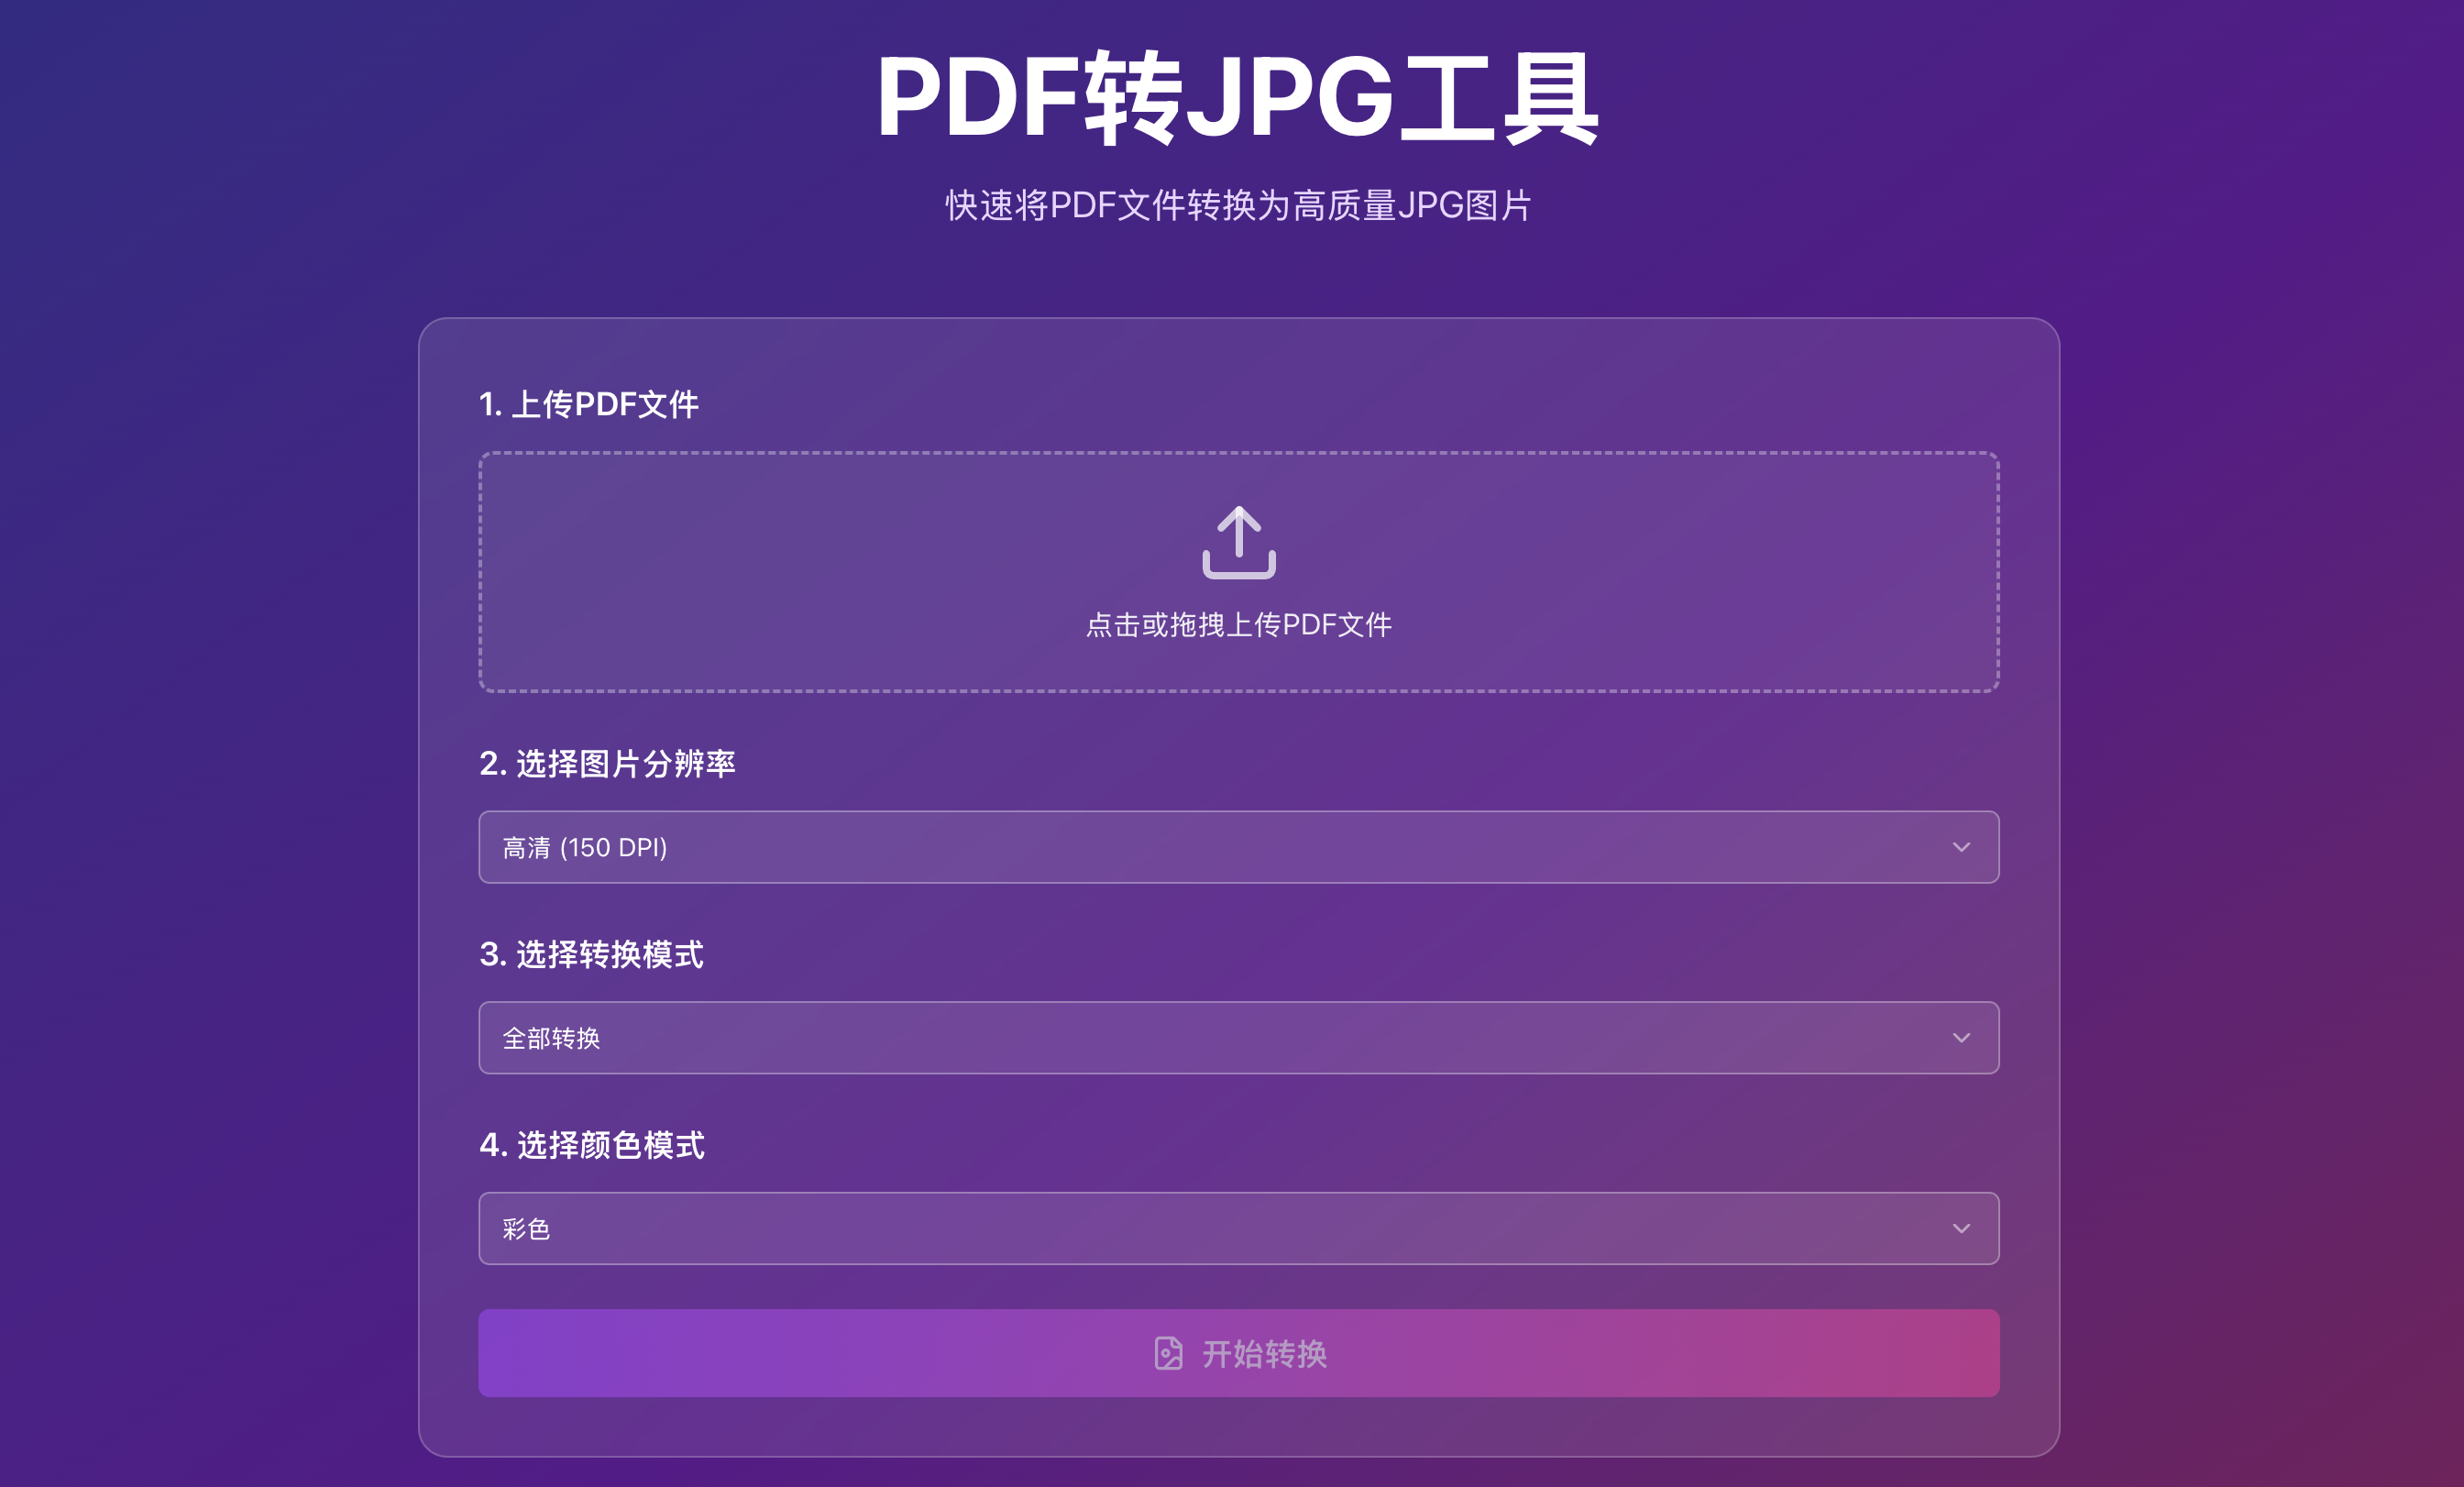 PDF转JPG工具
快速将PDF文件转换为高质量JPG图片
1. 上传PDF文件
点击或拖拽上传PDF文件
2. 选择图片分辨率
高清 (150 DPI)
3. 选择转换模式
全部转换
4. 选择颜色模式
彩色
开始转换